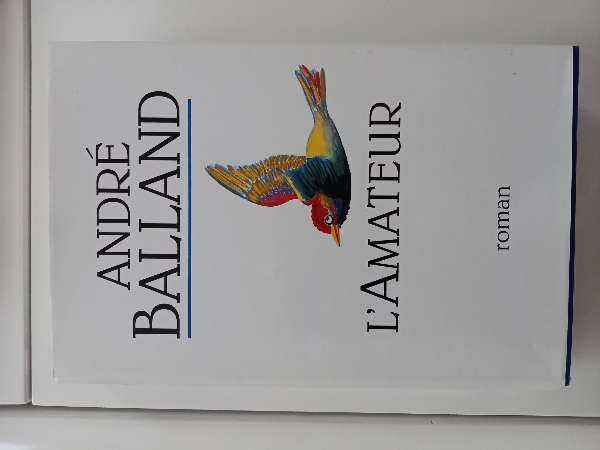 ANDRÉ
BALLAND
L'AMATEUR
roman